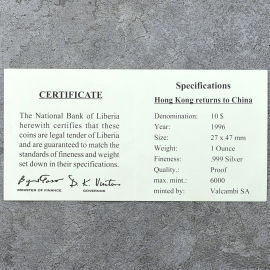 CERTIFICATE
The National Bank of Liberia
herewith certifies that these
coins are legal tender of Liberia
and are guaranteed to match the
standards of fineness and weight
set down in this certificate.
MINISTER OF FINANCE GOVERNOR
Specifications
Hong Kong returns to China
Denomination: 10 $
Year: 1996
Size: 27 x 47 mm
Weight: 1 Ounce
Fineness: .999 Silver
Quality.: Proof
max. mint.: 6000
minted by: Valcambi SA